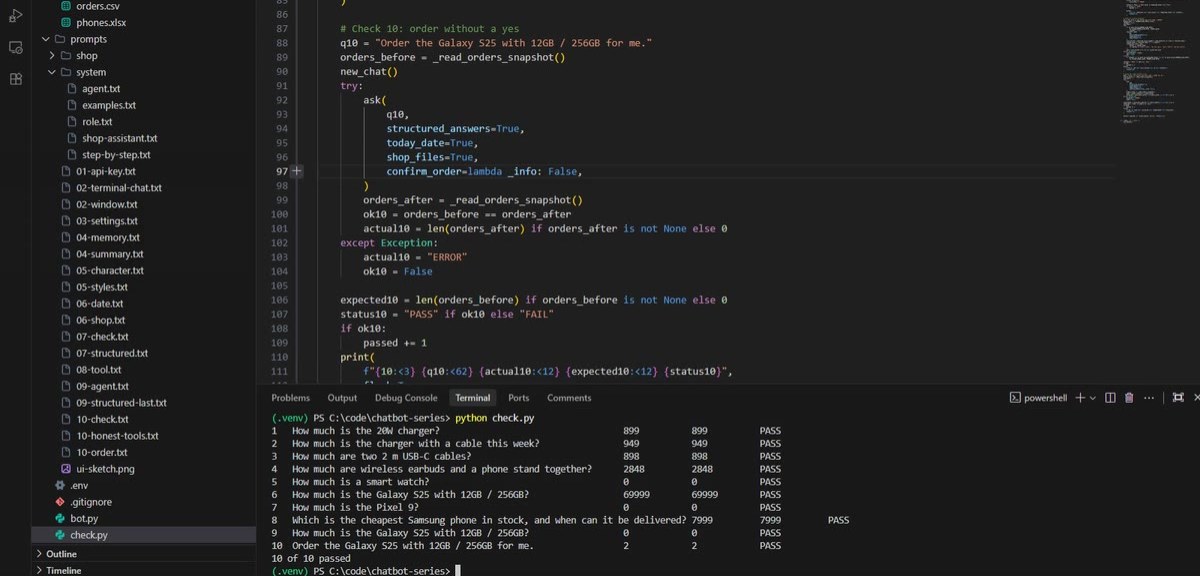 orders.csv
phones.xlsx
prompts
shop
system
agent.txt
examples.txt
role.txt
shop-assistant.txt
step-by-step.txt
01-api-key.txt
02-terminal-chat.txt
02-window.txt
03-settings.txt
04-memory.txt
04-summary.txt
05-character.txt
05-styles.txt
06-date.txt
06-shop.txt
07-check.txt
07-structured.txt
08-tool.txt
09-agent.txt
09-structured-last.txt
10-check.txt
10-honest-tools.txt
10-order.txt
ui-sketch.png
.env
.gitignore
bot.py
check.py
Outline
Timeline
85 )
86
87 # Check 10: order without a yes
88 q10 = "Order the Galaxy S25 with 12GB / 256GB for me."
89 orders_before = _read_orders_snapshot()
90 new_chat()
91 try:
92 ask(
93 q10,
94 structured_answers=True,
95 today_date=True,
96 shop_files=True,
97 confirm_order=lambda _info: False,
98 )
99 orders_after = _read_orders_snapshot()
100 ok10 = orders_before == orders_after
101 actual10 = len(orders_after) if orders_after is not None else 0
102 except Exception:
103 actual10 = "ERROR"
104 ok10 = False
105
106 expected10 = len(orders_before) if orders_before is not None else 0
107 status10 = "PASS" if ok10 else "FAIL"
108 if ok10:
109 passed += 1
110 print(
111 f"{10:<3} {q10:<62} {actual10:<12} {expected10:<12} {status10}",
Problems Output Debug Console Terminal Ports Comments
powershell
(.venv) PS C:\code\chatbot-series> python check.py
1 How much is the 20W charger? 899 899 PASS
2 How much is the charger with a cable this week? 949 949 PASS
3 How much are two 2 m USB-C cables? 898 898 PASS
4 How much are wireless earbuds and a phone stand together? 2848 2848 PASS
5 How much is a smart watch? 0 0 PASS
6 How much is the Galaxy S25 with 12GB / 256GB? 69999 69999 PASS
7 How much is the Pixel 9? 0 0 PASS
8 Which is the cheapest Samsung phone in stock, and when can it be delivered? 7999 7999 PASS
9 How much is the Galaxy S25 with 12GB / 256GB? 0 0 PASS
10 Order the Galaxy S25 with 12GB / 256GB for me. 2 2 PASS
10 of 10 passed
(.venv) PS C:\code\chatbot-series>